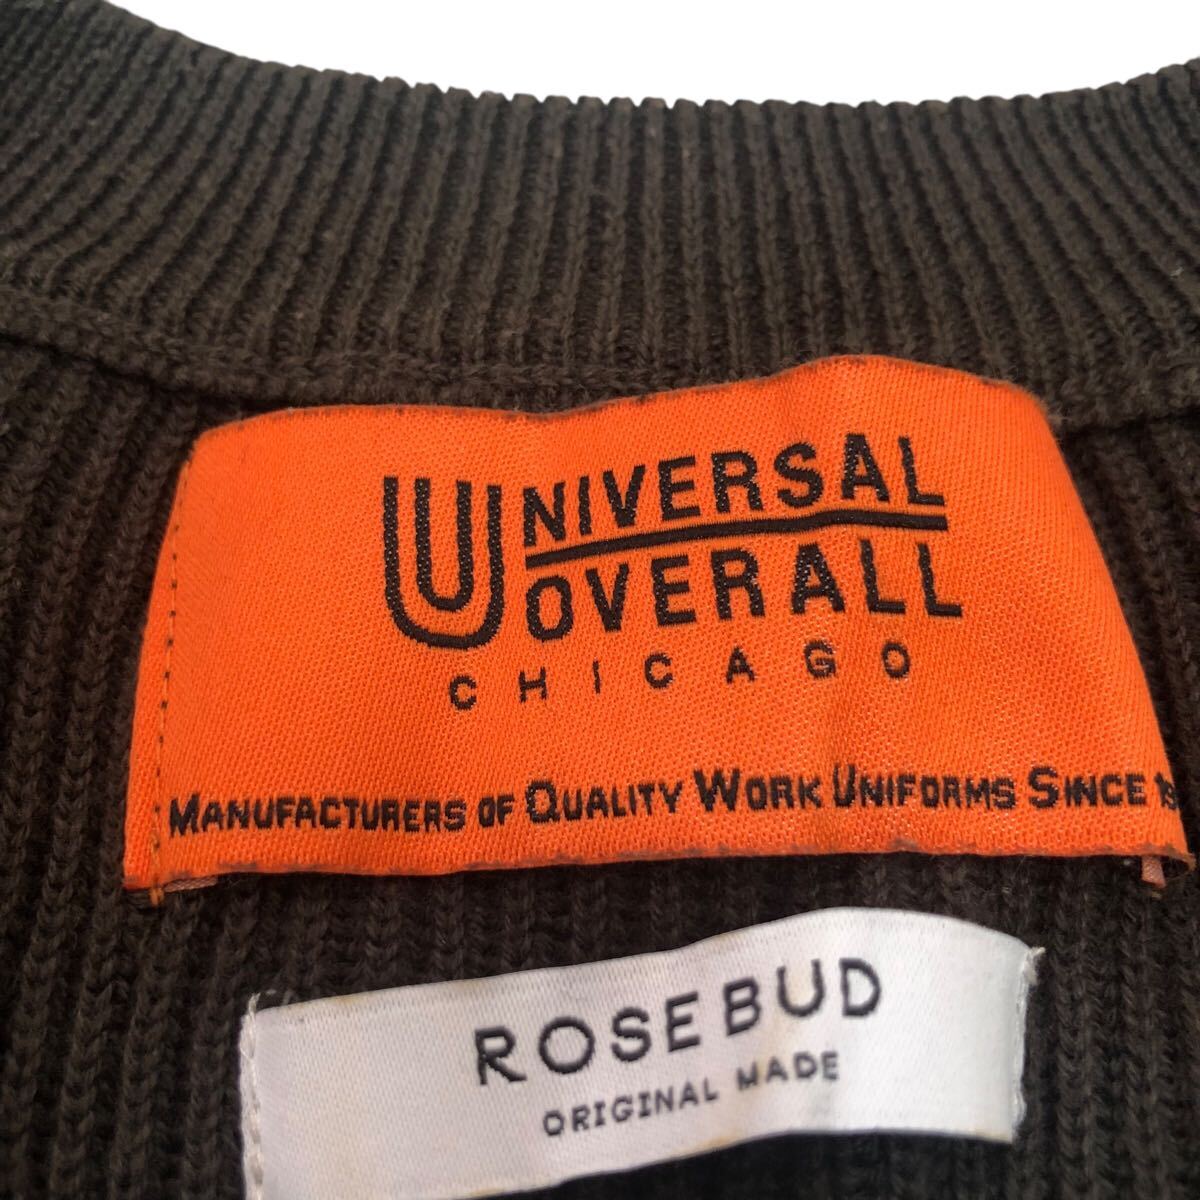 UNIVERSAL
OVERALL
CHICAGO
MANUFACTURERS OF QUALITY WORK UNIFORMS SINCE
ROSEBUD
ORIGINAL MADE